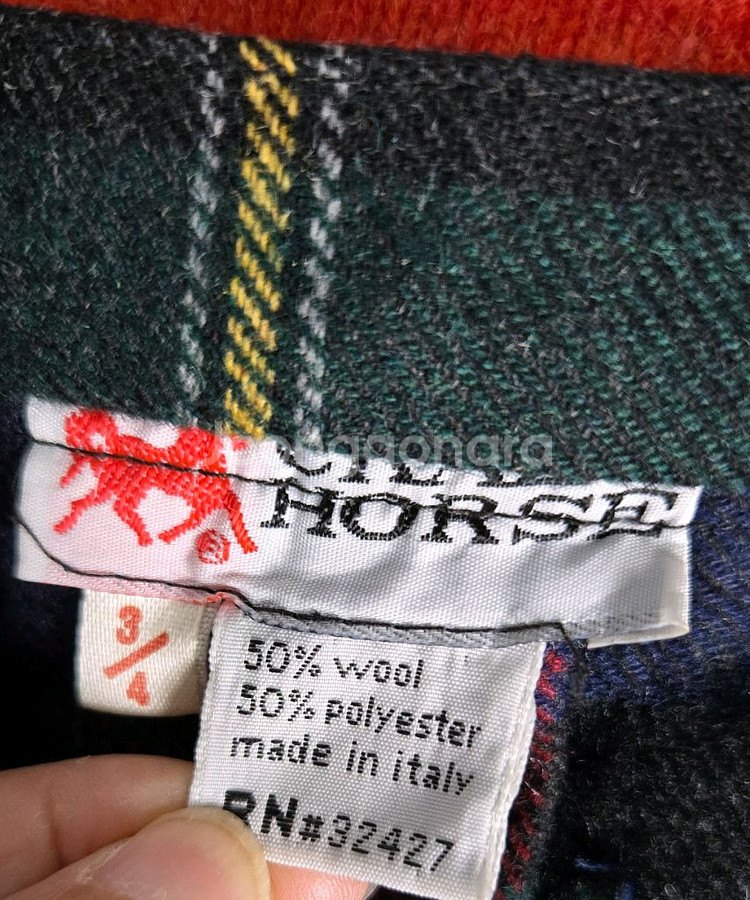 HORSE
®
3/4
50% wool
50% polyester
made in italy
RN#32427